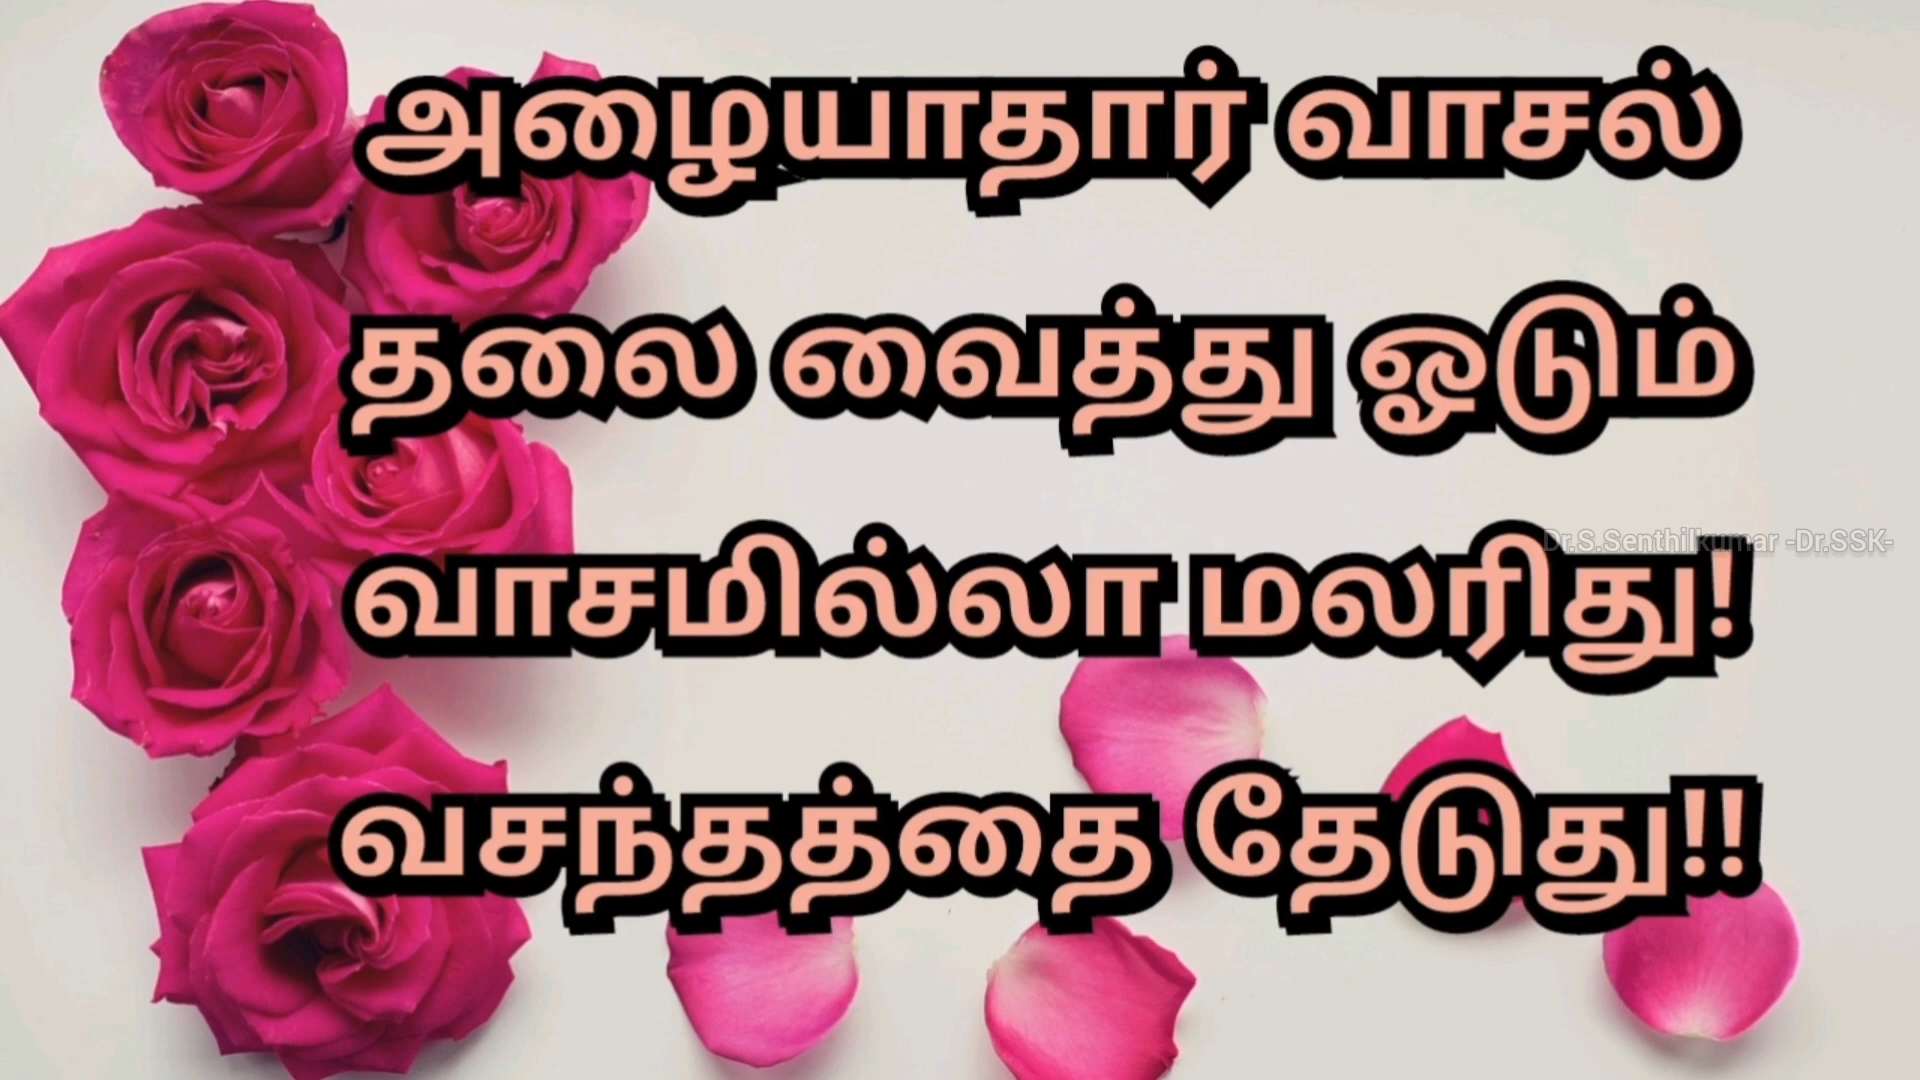 அழையாதார் வாசல்
தலை வைத்து ஓடும்
வாசமில்லா மலரிது!
வசந்தத்தை தேடுது!!
Dr.S.Senthilkumar -Dr.SSK-